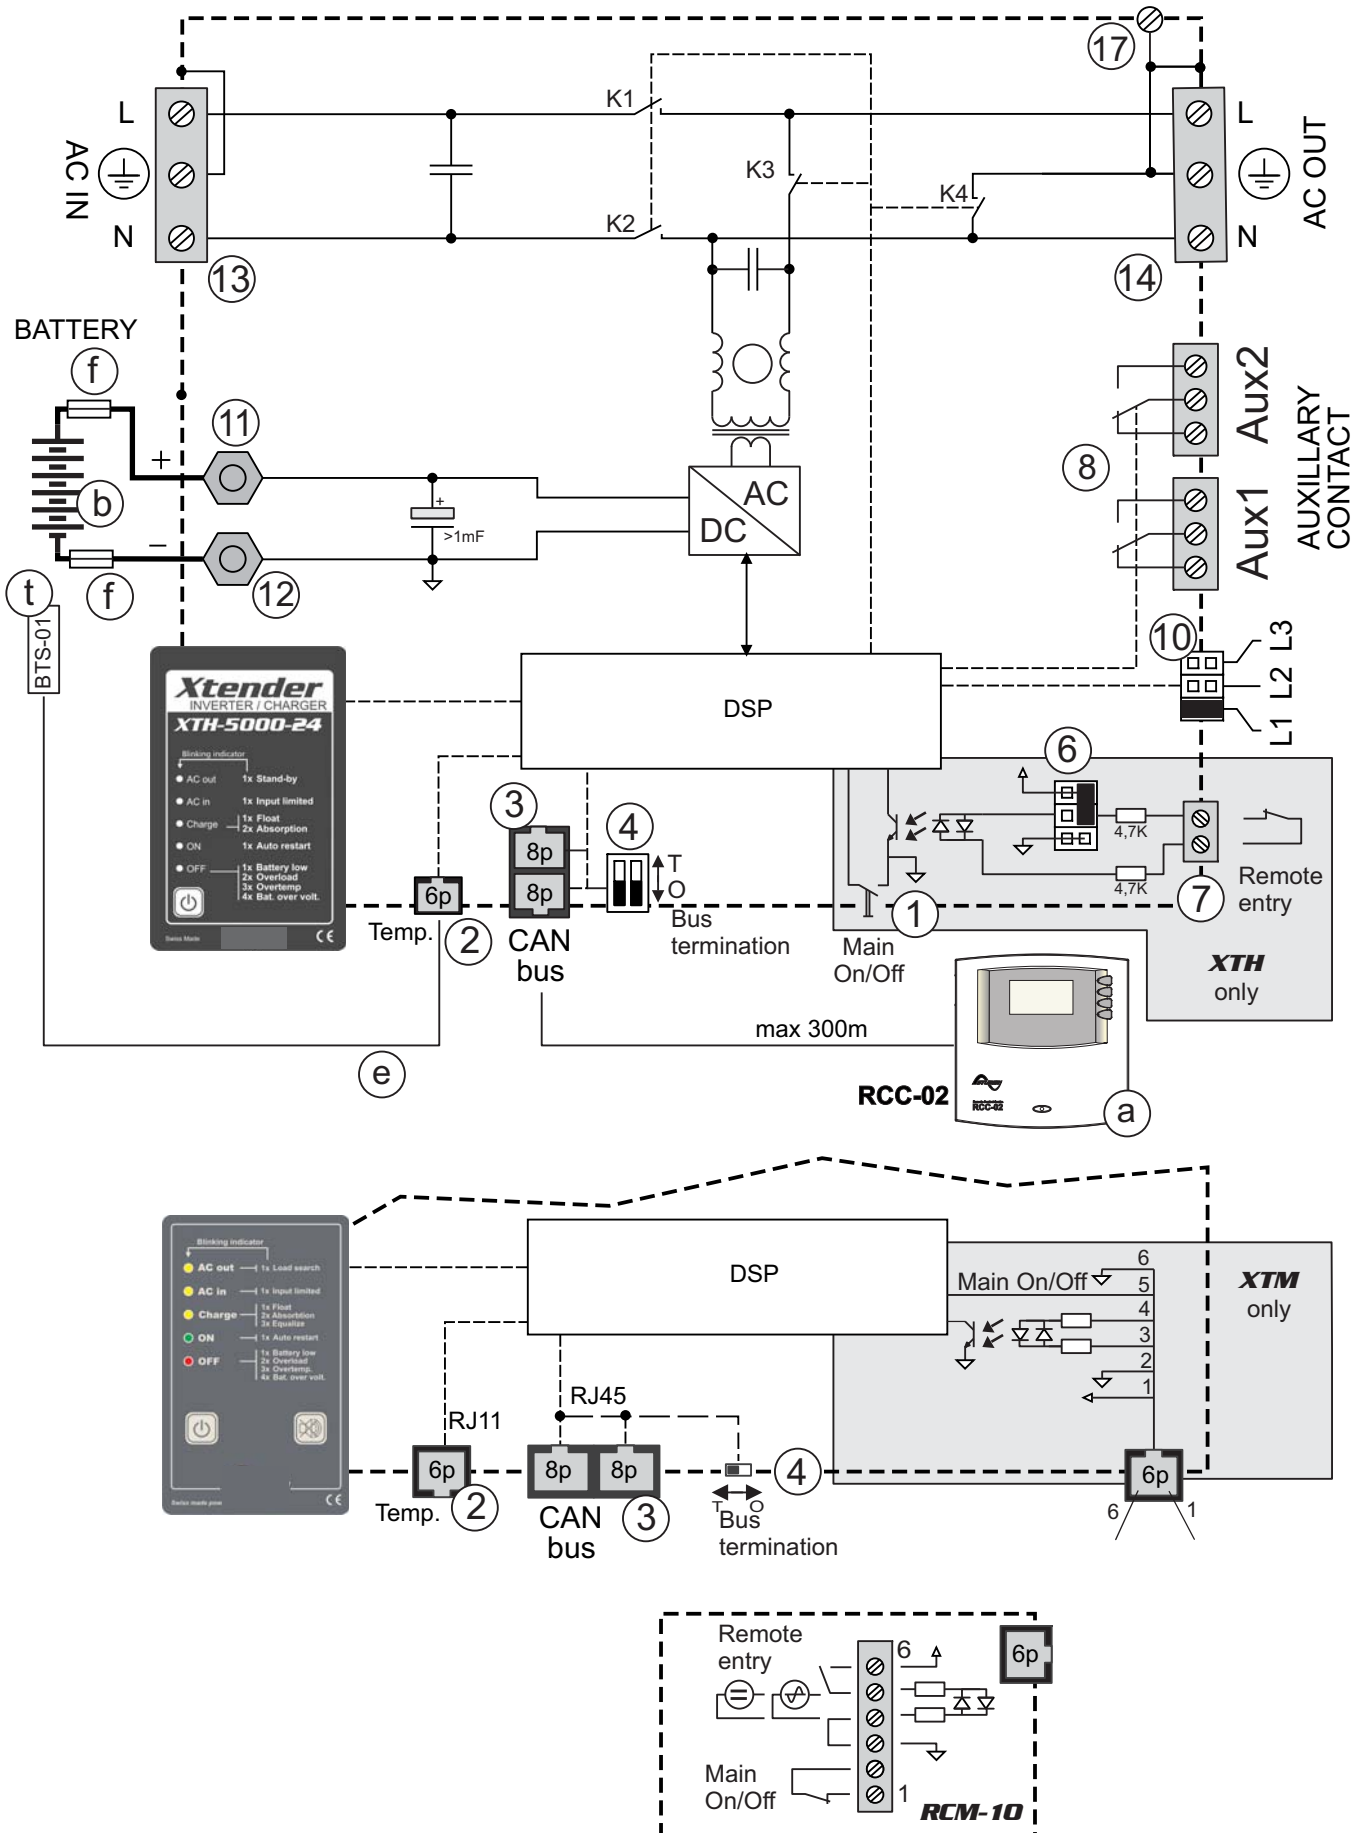 17
L
AC IN
N
13
K1
K2
K3
K4
L
AC OUT
N
14
BATTERY
f
+
11
b
–
12
f
t
BTS-01
+
>1mF
AC
DC
Aux2
8
Aux1
AUXILLARY
CONTACT
10
L3
L2
L1
Xtender
INVERTER / CHARGER
XTH-5000-24
Blinking indicator
AC out 1x Stand-by
AC in 1x Input limited
Charge 1x Float
2x Absorption
ON 1x Auto restart
OFF 1x Battery low
2x Overload
3x Overtemp
4x Bat. over volt.
Swiss Made
CE
DSP
3
8p
8p
4
T
O
6p
Temp.
2
CAN
bus
Bus
termination
6
4,7K
4,7K
1
7
Remote
entry
Main
On/Off
XTH
only
max 300m
e
RCC-02
RCC-02
a
Blinking indicator
AC out 1x Load search
AC in 1x Input limited
Charge 1x Float
2x Absorbtion
3x Equalize
ON 1x Auto restart
OFF 1x Battery low
2x Overload
3x Overtemp.
4x Bat. over volt.
CE
DSP
Main On/Off
6
5
4
3
2
1
XTM
only
RJ11
RJ45
6p
8p
8p
4
6p
Temp.
2
CAN
bus
3
T
O
Bus
termination
6
1
Remote
entry
6
6p
Main
On/Off
1
RCM-10